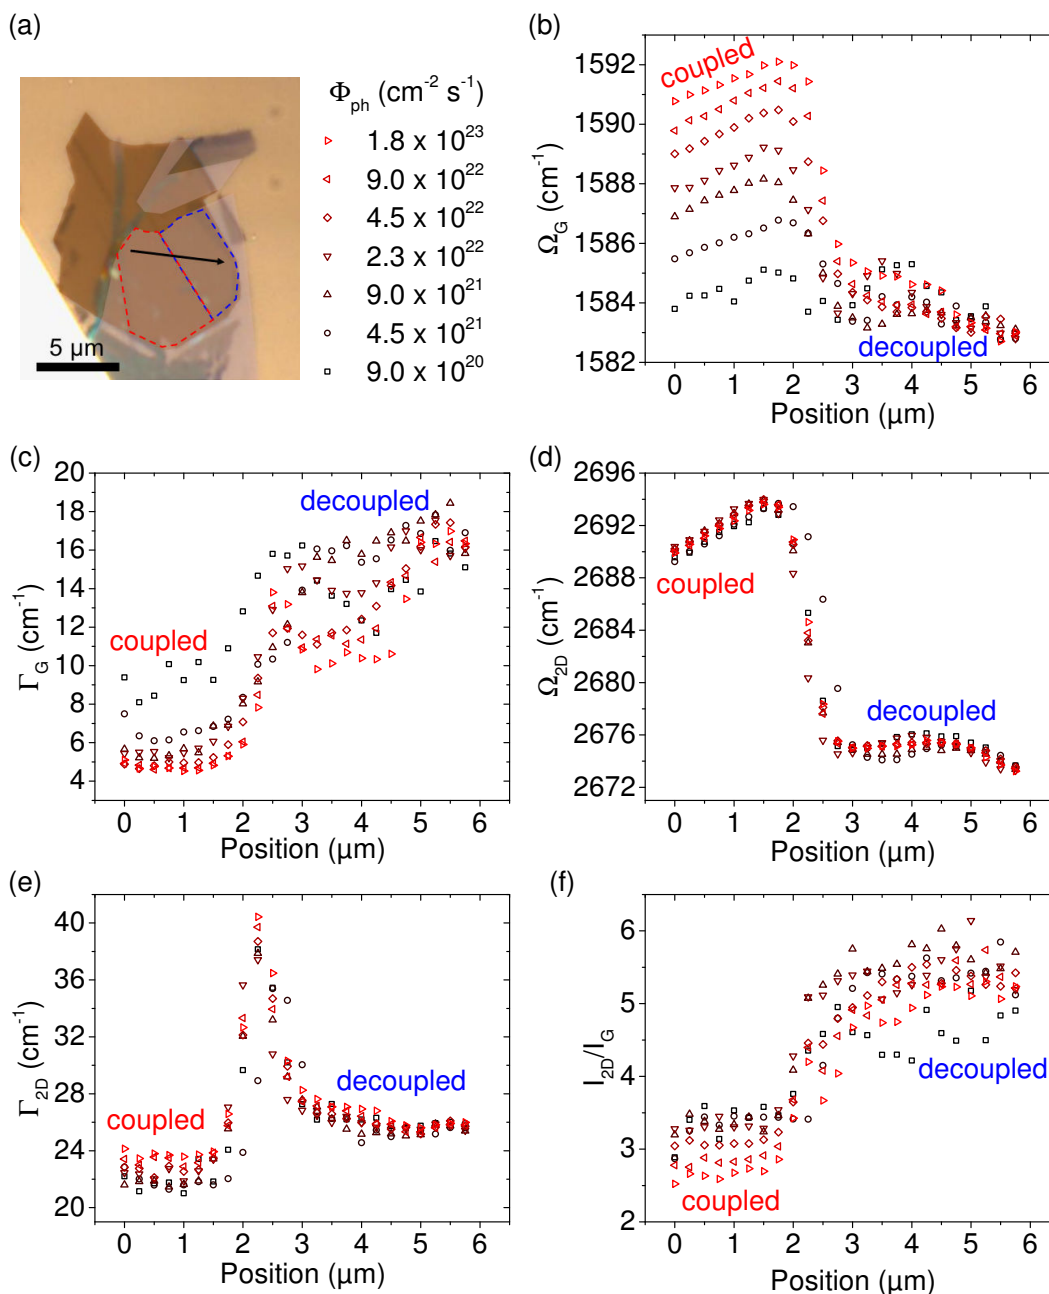 (a)
Φph (cm-2 s-1)
1.8 x 10^23
9.0 x 10^22
4.5 x 10^22
2.3 x 10^22
9.0 x 10^21
4.5 x 10^21
9.0 x 10^20
5 µm
(b)
1592
1590
1588
1586
1584
1582
ΩG (cm-1)
coupled
decoupled
0 1 2 3 4 5 6
Position (µm)
(c)
20
18
16
14
12
10
8
6
4
ΓG (cm-1)
decoupled
coupled
0 1 2 3 4 5 6
Position (µm)
(d)
2696
2692
2688
2684
2680
2676
2672
Ω2D (cm-1)
coupled
decoupled
0 1 2 3 4 5 6
Position (µm)
(e)
40
36
32
28
24
20
Γ2D (cm-1)
coupled
decoupled
0 1 2 3 4 5 6
Position (µm)
(f)
6
5
4
3
2
I2D/IG
decoupled
coupled
0 1 2 3 4 5 6
Position (µm)